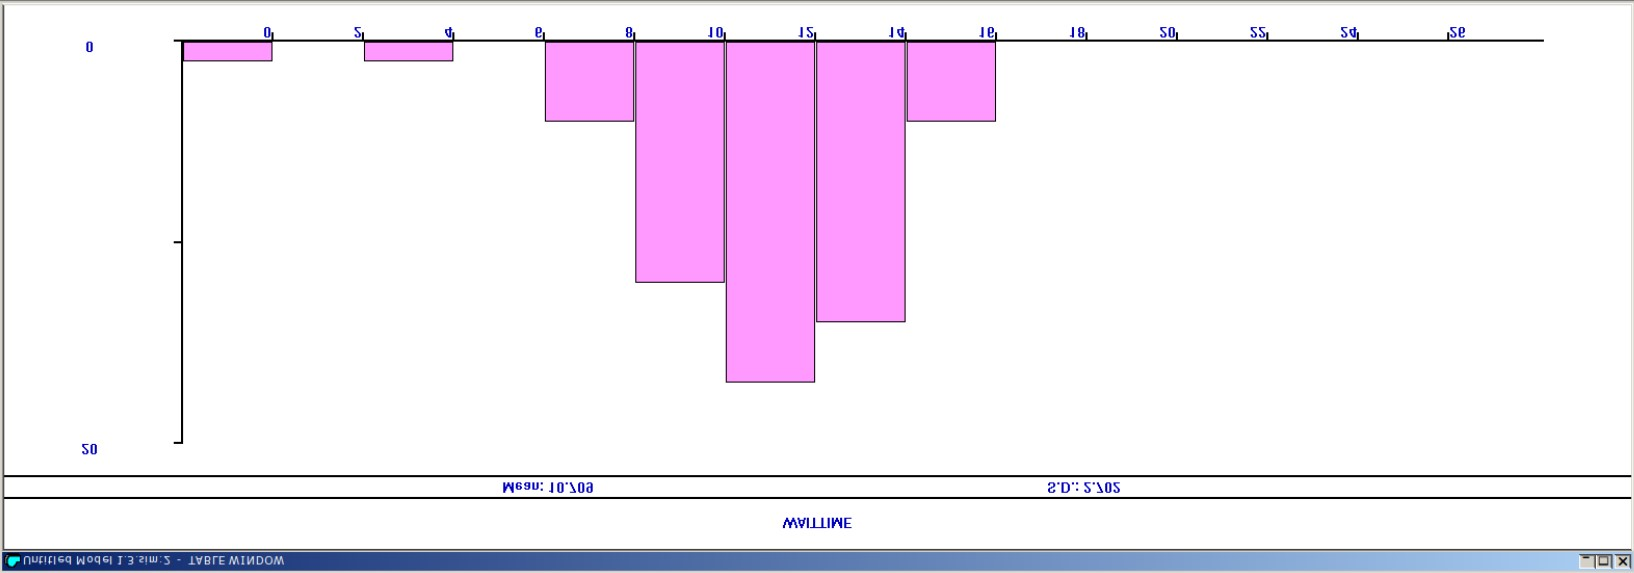 Untitled Model 1.3.sim:2 - TABLE WINDOW
WAITTIME
Mean: 10.709 S.D.: 2.702
20
0
0 2 4 6 8 10 12 14 16 18 20 22 24 26